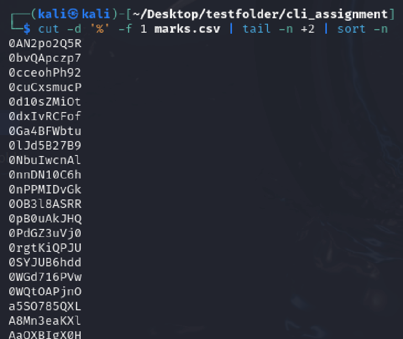 ┌──(kali㉿kali)-[~/Desktop/testfolder/cli_assignment]
└─$ cut -d '%' -f 1 marks.csv | tail -n +2 | sort -n
0AN2po2Q5R
0bvQApczp7
0cceohPh92
0cuCxsmucP
0d10sZMiOt
0dxIvRCFof
0Ga4BFWbtu
0lJd5B27B9
0NbuIwcnAl
0nnDN10C6h
0nPPMIDvGk
0OB3l8ASRR
0pB0uAkJHQ
0PdGZ3uVj0
0rgtKiQPJU
0SYJUB6hdd
0WGd716PVw
0WQtOAPjnO
a5SO785QXL
A8Mn3eaKXl
AaQXBIgX0H